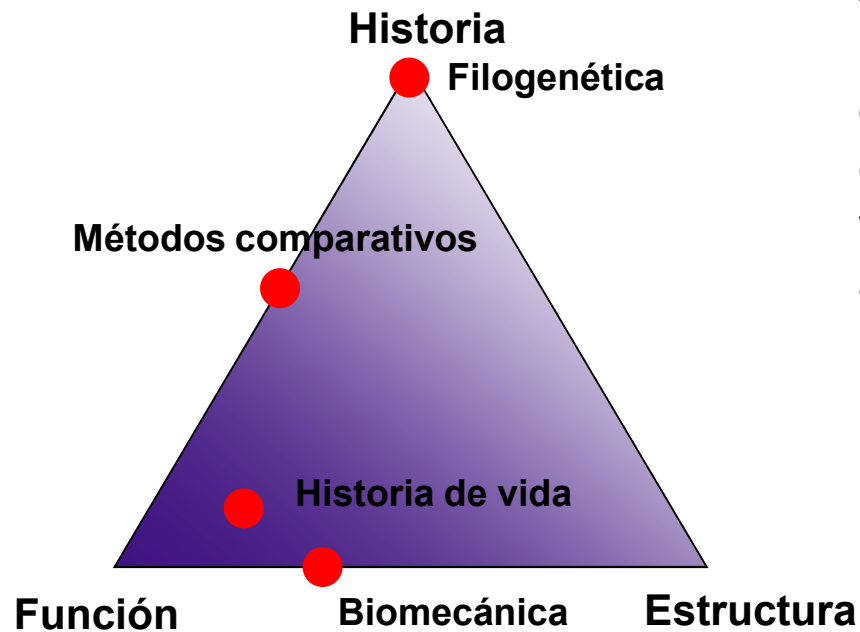 Historia
Filogenética
Métodos comparativos
Historia de vida
Función
Biomecánica
Estructura